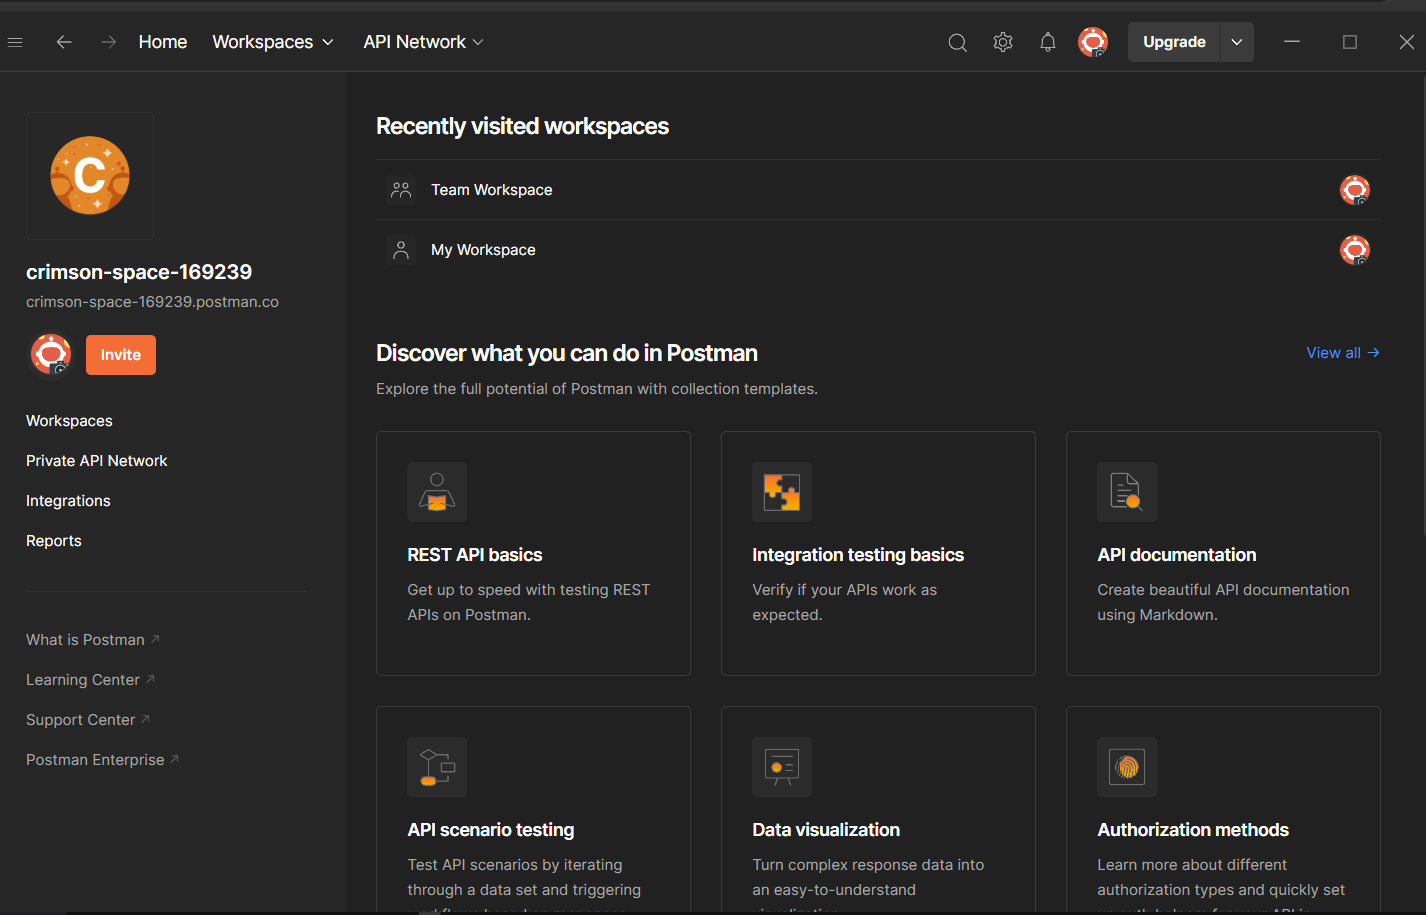 Home
Workspaces
API Network
Upgrade
C
crimson-space-169239
crimson-space-169239.postman.co
Invite
Workspaces
Private API Network
Integrations
Reports
What is Postman
Learning Center
Support Center
Postman Enterprise
Recently visited workspaces
Team Workspace
My Workspace
Discover what you can do in Postman
View all
Explore the full potential of Postman with collection templates.
REST API basics
Get up to speed with testing REST
APIs on Postman.
Integration testing basics
Verify if your APIs work as
expected.
API documentation
Create beautiful API documentation
using Markdown.
API scenario testing
Test API scenarios by iterating
through a data set and triggering
Data visualization
Turn complex response data into
an easy-to-understand
Authorization methods
Learn more about different
authorization types and quickly set